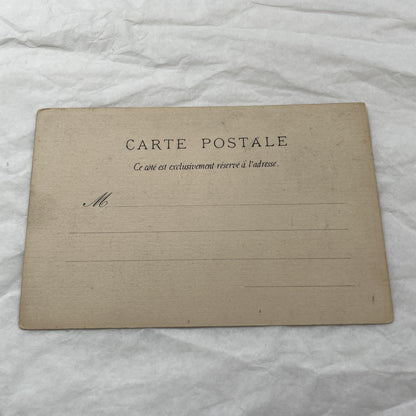 CARTE POSTALE
Ce côté est exclusivement réservé à l'adresse.
M